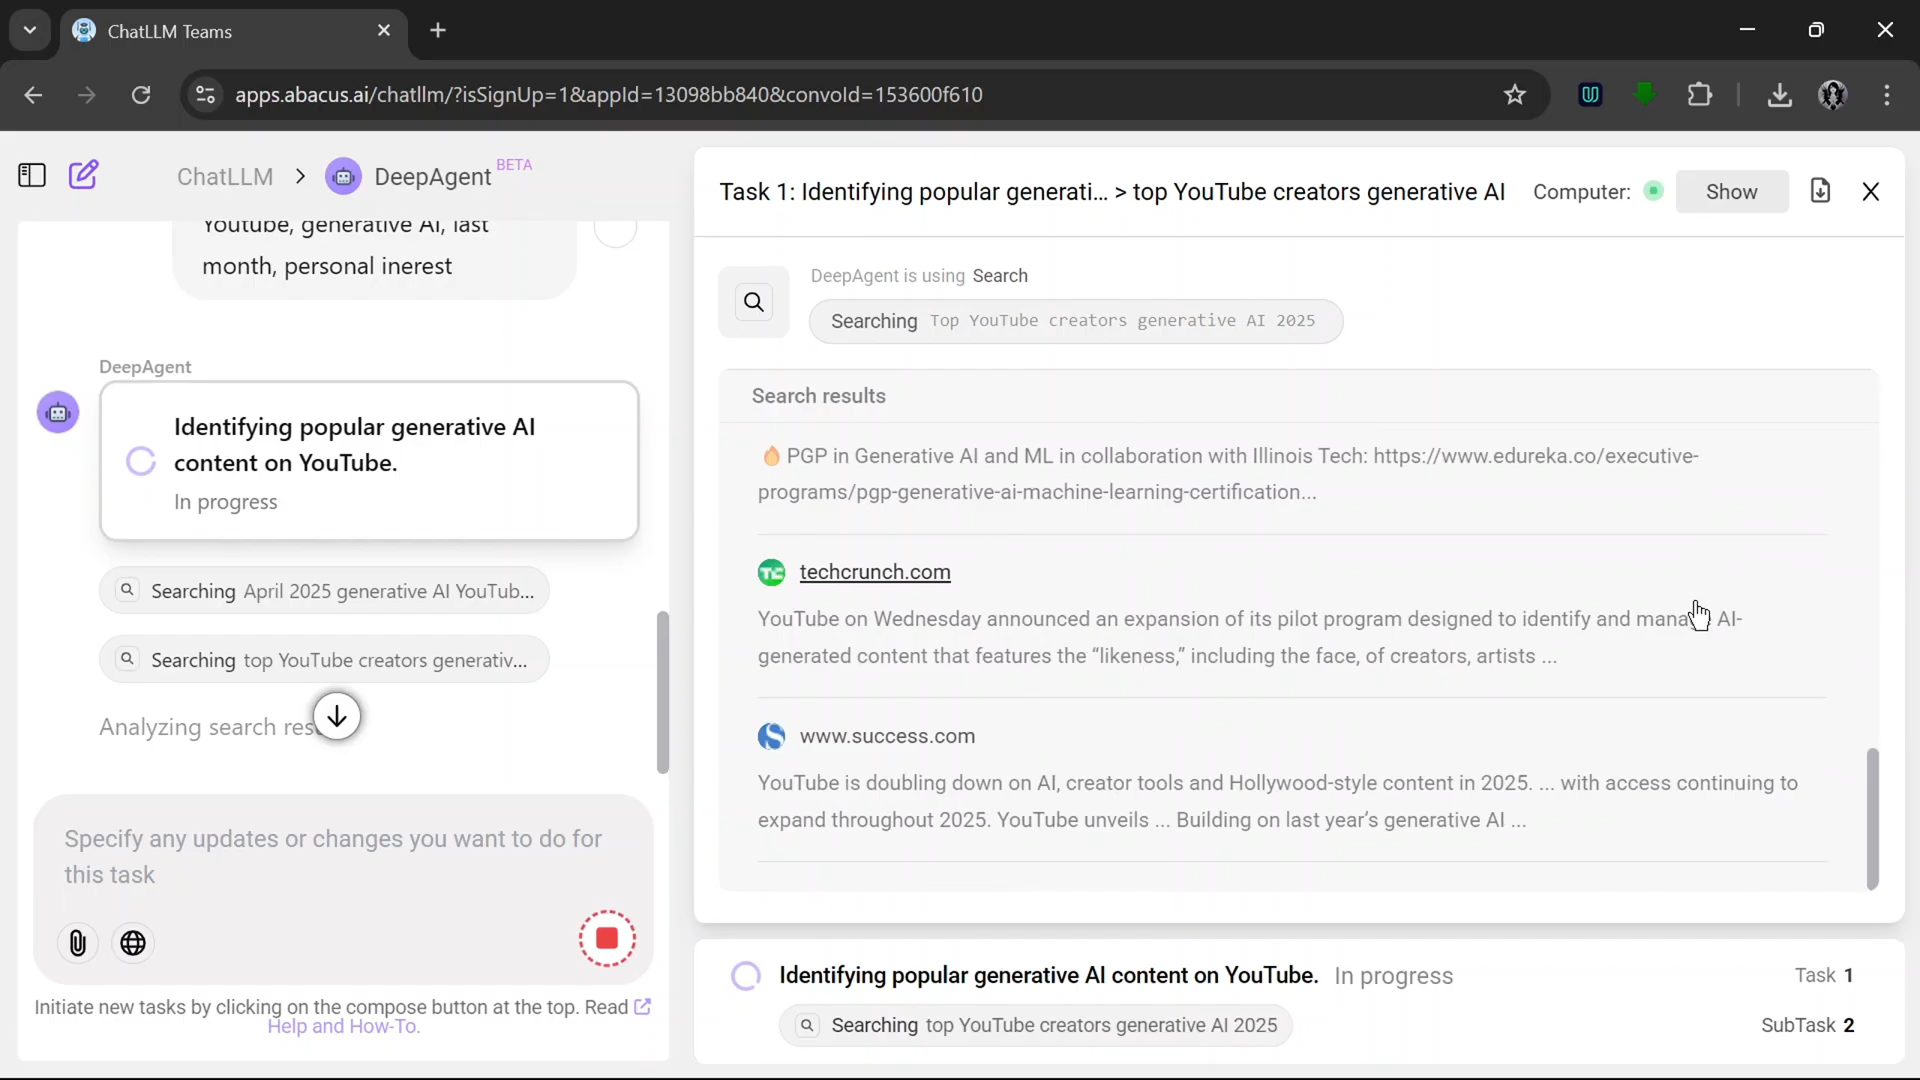 ChatLLM Teams
apps.abacus.ai/chatllm/?isSignUp=1&appId=13098bb840&convoId=153600f610
ChatLLM > DeepAgent BETA
Youtube, generative AI, last
month, personal inerest
DeepAgent
Identifying popular generative AI
content on YouTube.
In progress
Searching April 2025 generative AI YouTub...
Searching top YouTube creators generativ...
Analyzing search res
Specify any updates or changes you want to do for
this task
Initiate new tasks by clicking on the compose button at the top. Read
Help and How-To.
Task 1: Identifying popular generati... > top YouTube creators generative AI
Computer:
Show
DeepAgent is using Search
Searching Top YouTube creators generative AI 2025
Search results
🔥 PGP in Generative AI and ML in collaboration with Illinois Tech: https://www.edureka.co/executive-
programs/pgp-generative-ai-machine-learning-certification...
techcrunch.com
YouTube on Wednesday announced an expansion of its pilot program designed to identify and manag AI-
generated content that features the “likeness,” including the face, of creators, artists ...
www.success.com
YouTube is doubling down on AI, creator tools and Hollywood-style content in 2025. ... with access continuing to
expand throughout 2025. YouTube unveils ... Building on last year’s generative AI ...
Identifying popular generative AI content on YouTube. In progress
Task 1
Searching top YouTube creators generative AI 2025
SubTask 2